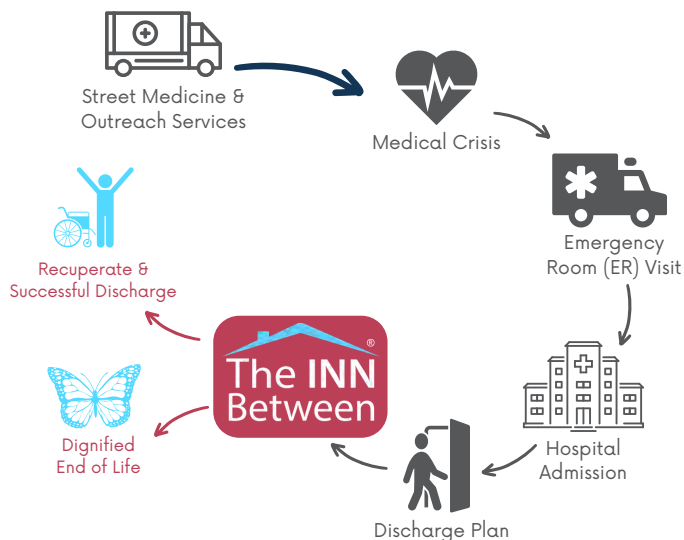 Street Medicine &
Outreach Services
Medical Crisis
Emergency
Room (ER) Visit
Hospital
Admission
Discharge Plan
The INN ®
Between
Recuperate &
Successful Discharge
Dignified
End of Life